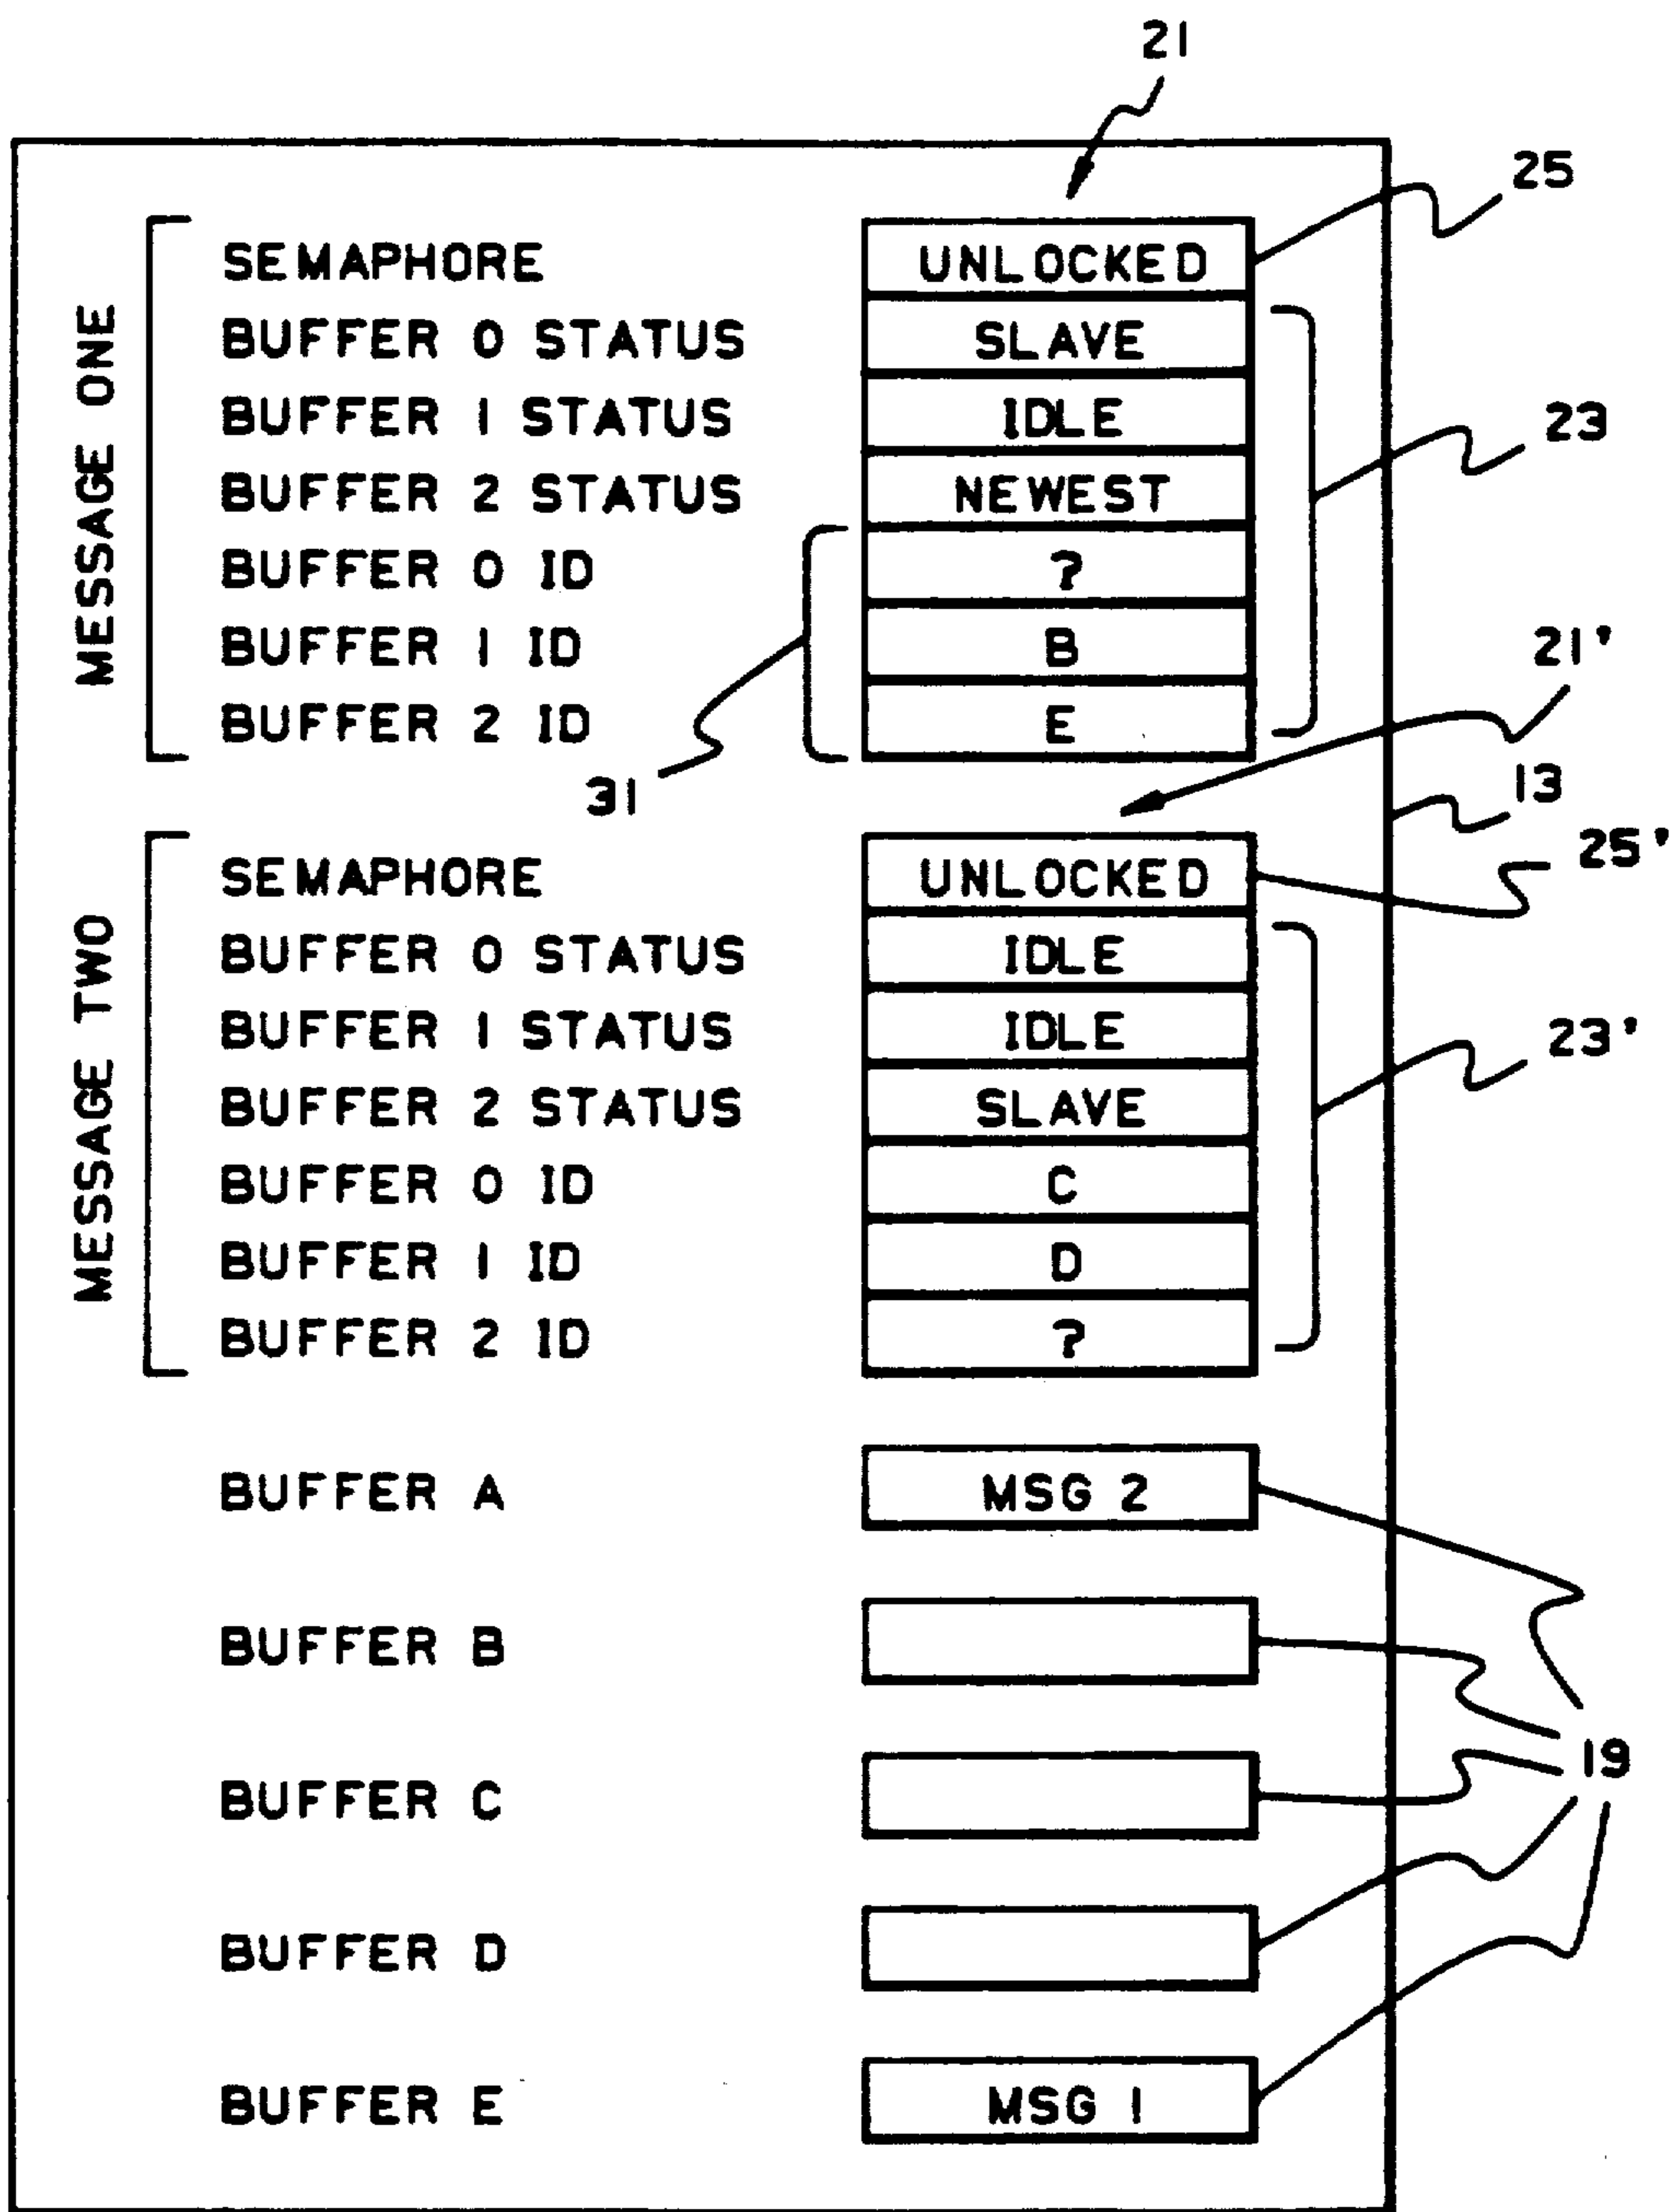 21
25
MESSAGE ONE
SEMAPHORE UNLOCKED
BUFFER 0 STATUS SLAVE
BUFFER 1 STATUS IDLE
23
BUFFER 2 STATUS NEWEST
BUFFER 0 ID ?
BUFFER 1 ID B
21'
BUFFER 2 ID E
31
13
MESSAGE TWO
SEMAPHORE UNLOCKED
25'
BUFFER 0 STATUS IDLE
BUFFER 1 STATUS IDLE
23'
BUFFER 2 STATUS SLAVE
BUFFER 0 ID C
BUFFER 1 ID D
BUFFER 2 ID ?
BUFFER A MSG 2
BUFFER B
19
BUFFER C
BUFFER D
BUFFER E MSG 1